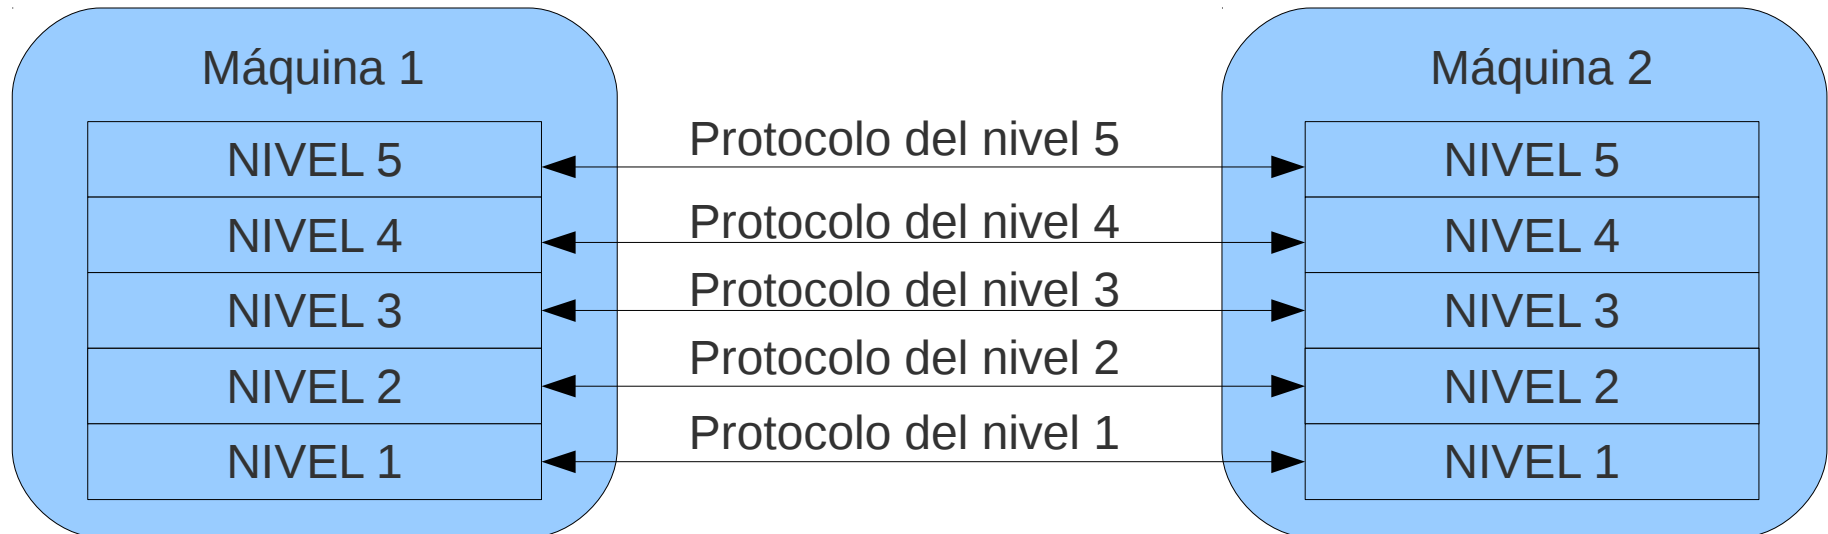 Máquina 1
Máquina 2
NIVEL 5
Protocolo del nivel 5
NIVEL 5
NIVEL 4
Protocolo del nivel 4
NIVEL 4
NIVEL 3
Protocolo del nivel 3
NIVEL 3
NIVEL 2
Protocolo del nivel 2
NIVEL 2
NIVEL 1
Protocolo del nivel 1
NIVEL 1